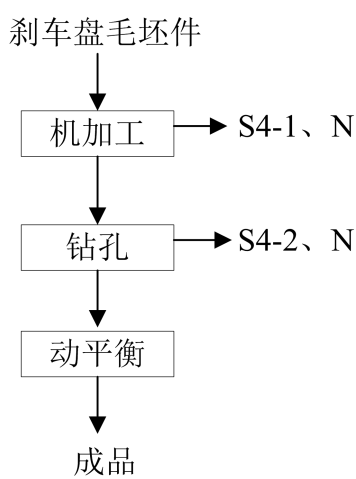 刹车盘毛坯件
机加工
S4-1、N
钻孔
S4-2、N
动平衡
成品